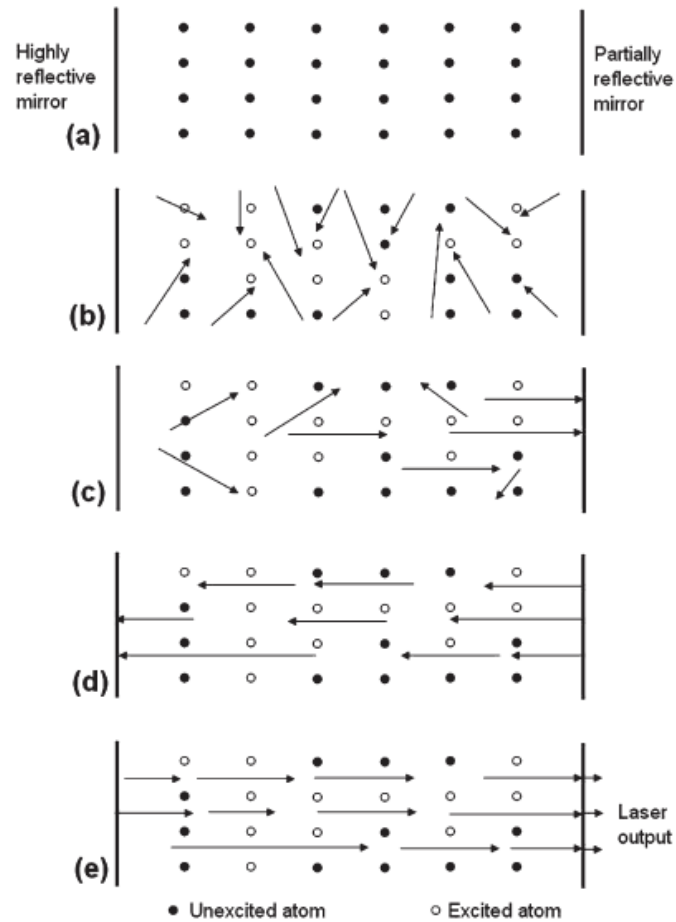 Highly
reflective
mirror
Partially
reflective
mirror
(a)
(b)
(c)
(d)
(e)
Laser
output
Unexcited atom
Excited atom